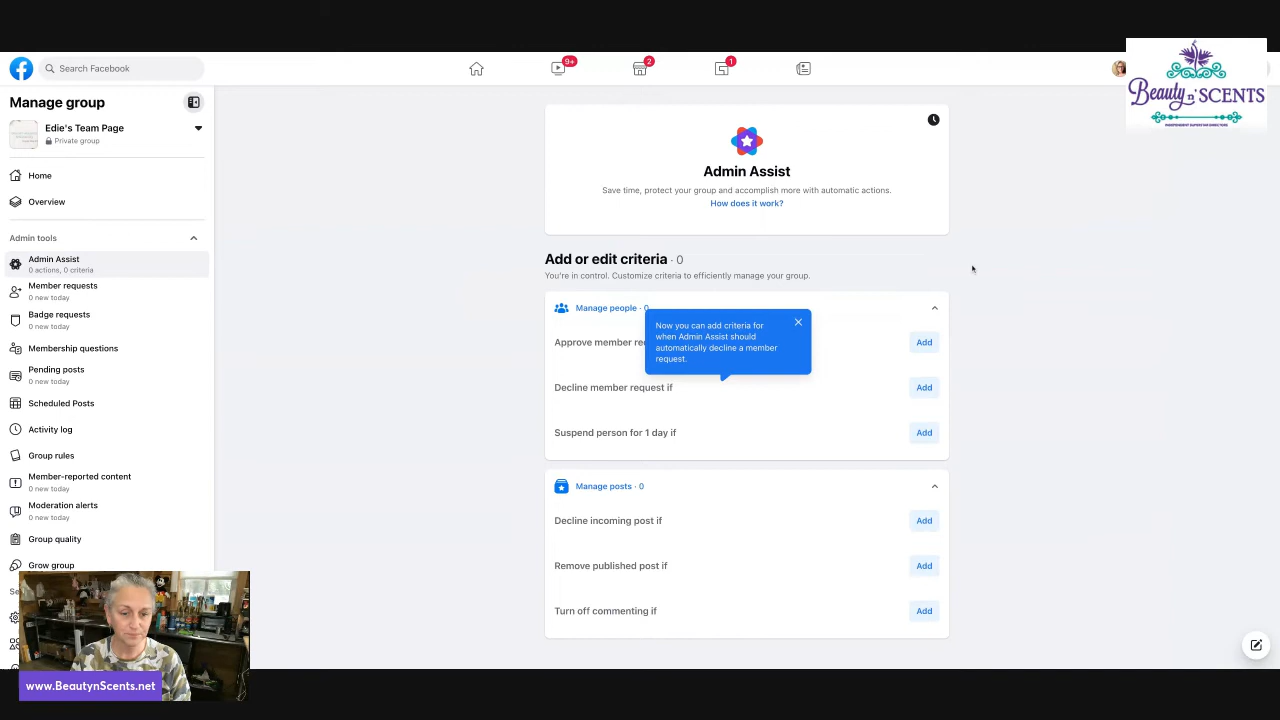 Search Facebook
9+
2
1
Beauty n' SCENTS
INDEPENDENT SUPERSTAR DIRECTORS
Manage group
Edie's Team Page
Private group
Home
Overview
Admin tools
Admin Assist
0 actions, 0 criteria
Member requests
0 new today
Badge requests
0 new today
Membership questions
Pending posts
0 new today
Scheduled Posts
Activity log
Group rules
Member-reported content
0 new today
Moderation alerts
0 new today
Group quality
Grow group
Se
Admin Assist
Save time, protect your group and accomplish more with automatic actions.
How does it work?
Add or edit criteria · 0
You're in control. Customize criteria to efficiently manage your group.
Manage people · 0
Now you can add criteria for
when Admin Assist should
automatically decline a member
request.
Approve member re
Add
Decline member request if
Add
Suspend person for 1 day if
Add
Manage posts · 0
Decline incoming post if
Add
Remove published post if
Add
Turn off commenting if
Add
www.BeautynScents.net